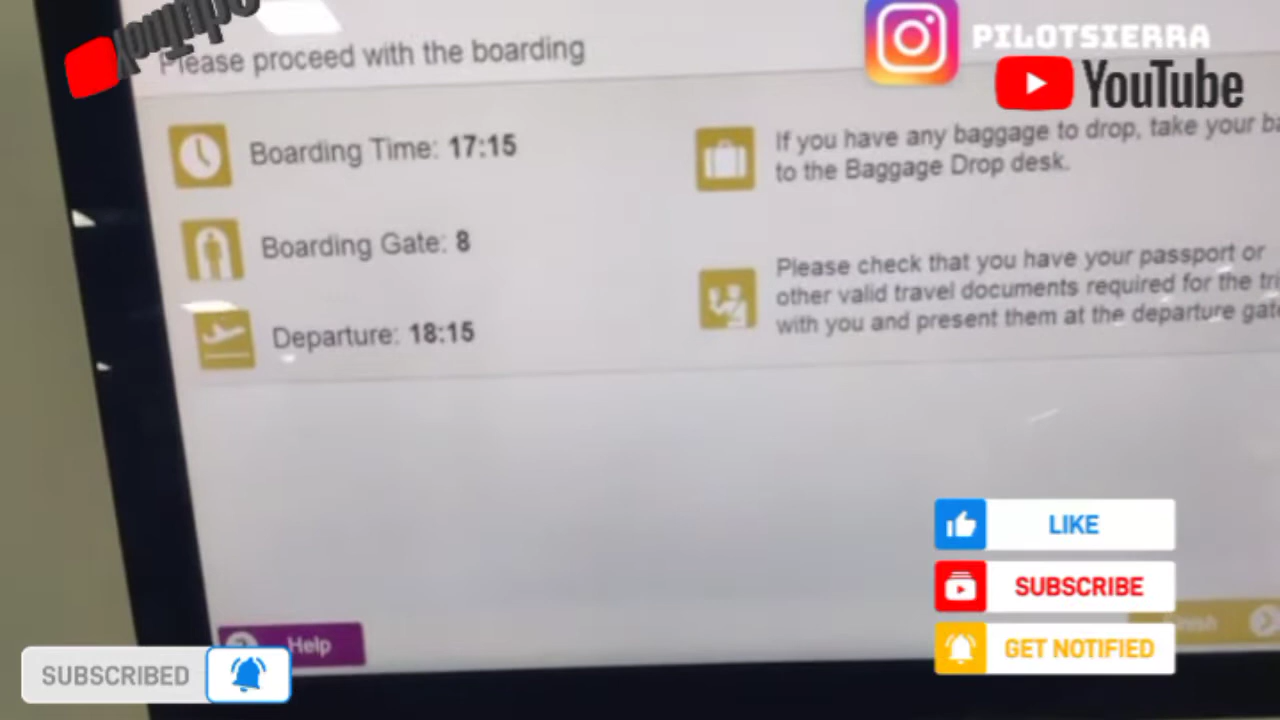 YouTube
PILOTSIERRA
YouTube
Please proceed with the boarding
Boarding Time: 17:15
If you have any baggage to drop, take your
to the Baggage Drop desk.
Boarding Gate: 8
Please check that you have your passport or
other valid travel documents required for the
with you and present them at the departure
Departure: 18:15
LIKE
SUBSCRIBE
GET NOTIFIED
Help
Finish
SUBSCRIBED